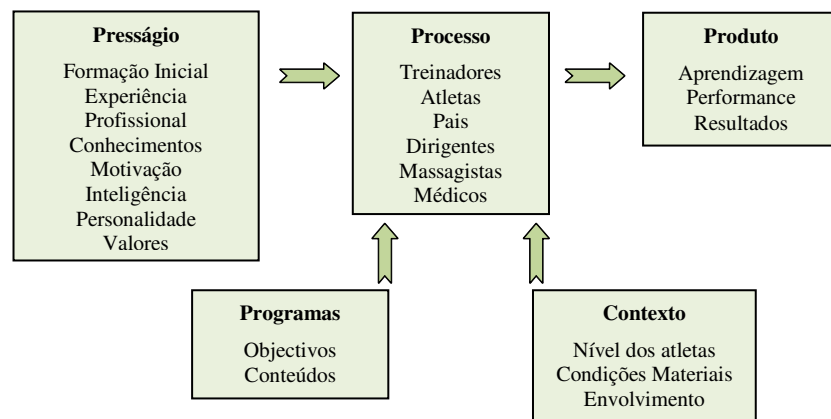 Presságio
Formação Inicial
Experiência
Profissional
Conhecimentos
Motivação
Inteligência
Personalidade
Valores
Processo
Treinadores
Atletas
Pais
Dirigentes
Massagistas
Médicos
Produto
Aprendizagem
Performance
Resultados
Programas
Objectivos
Conteúdos
Contexto
Nível dos atletas
Condições Materiais
Envolvimento